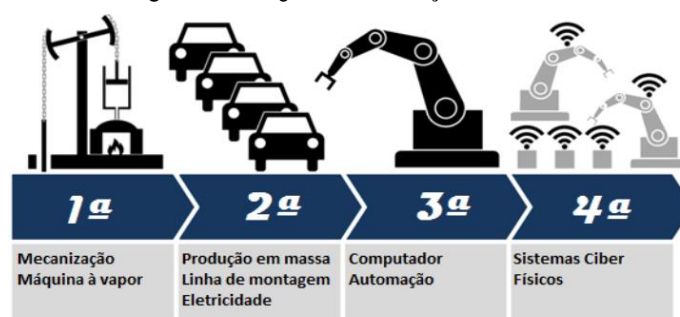 1ª
2ª
3ª
4ª
Mecanização
Máquina à vapor
Produção em massa
Linha de montagem
Eletricidade
Computador
Automação
Sistemas Ciber
Físicos